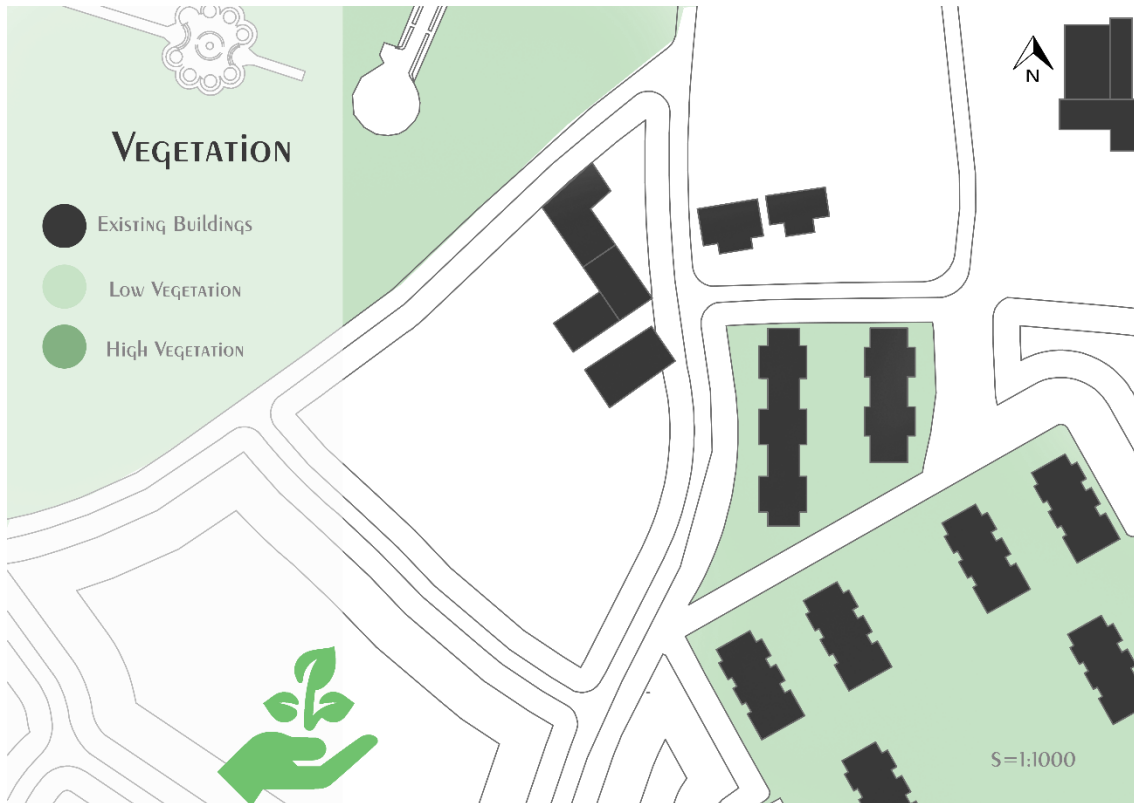 Vegetation
Existing Buildings
Low Vegetation
High Vegetation
N
S=1:1000